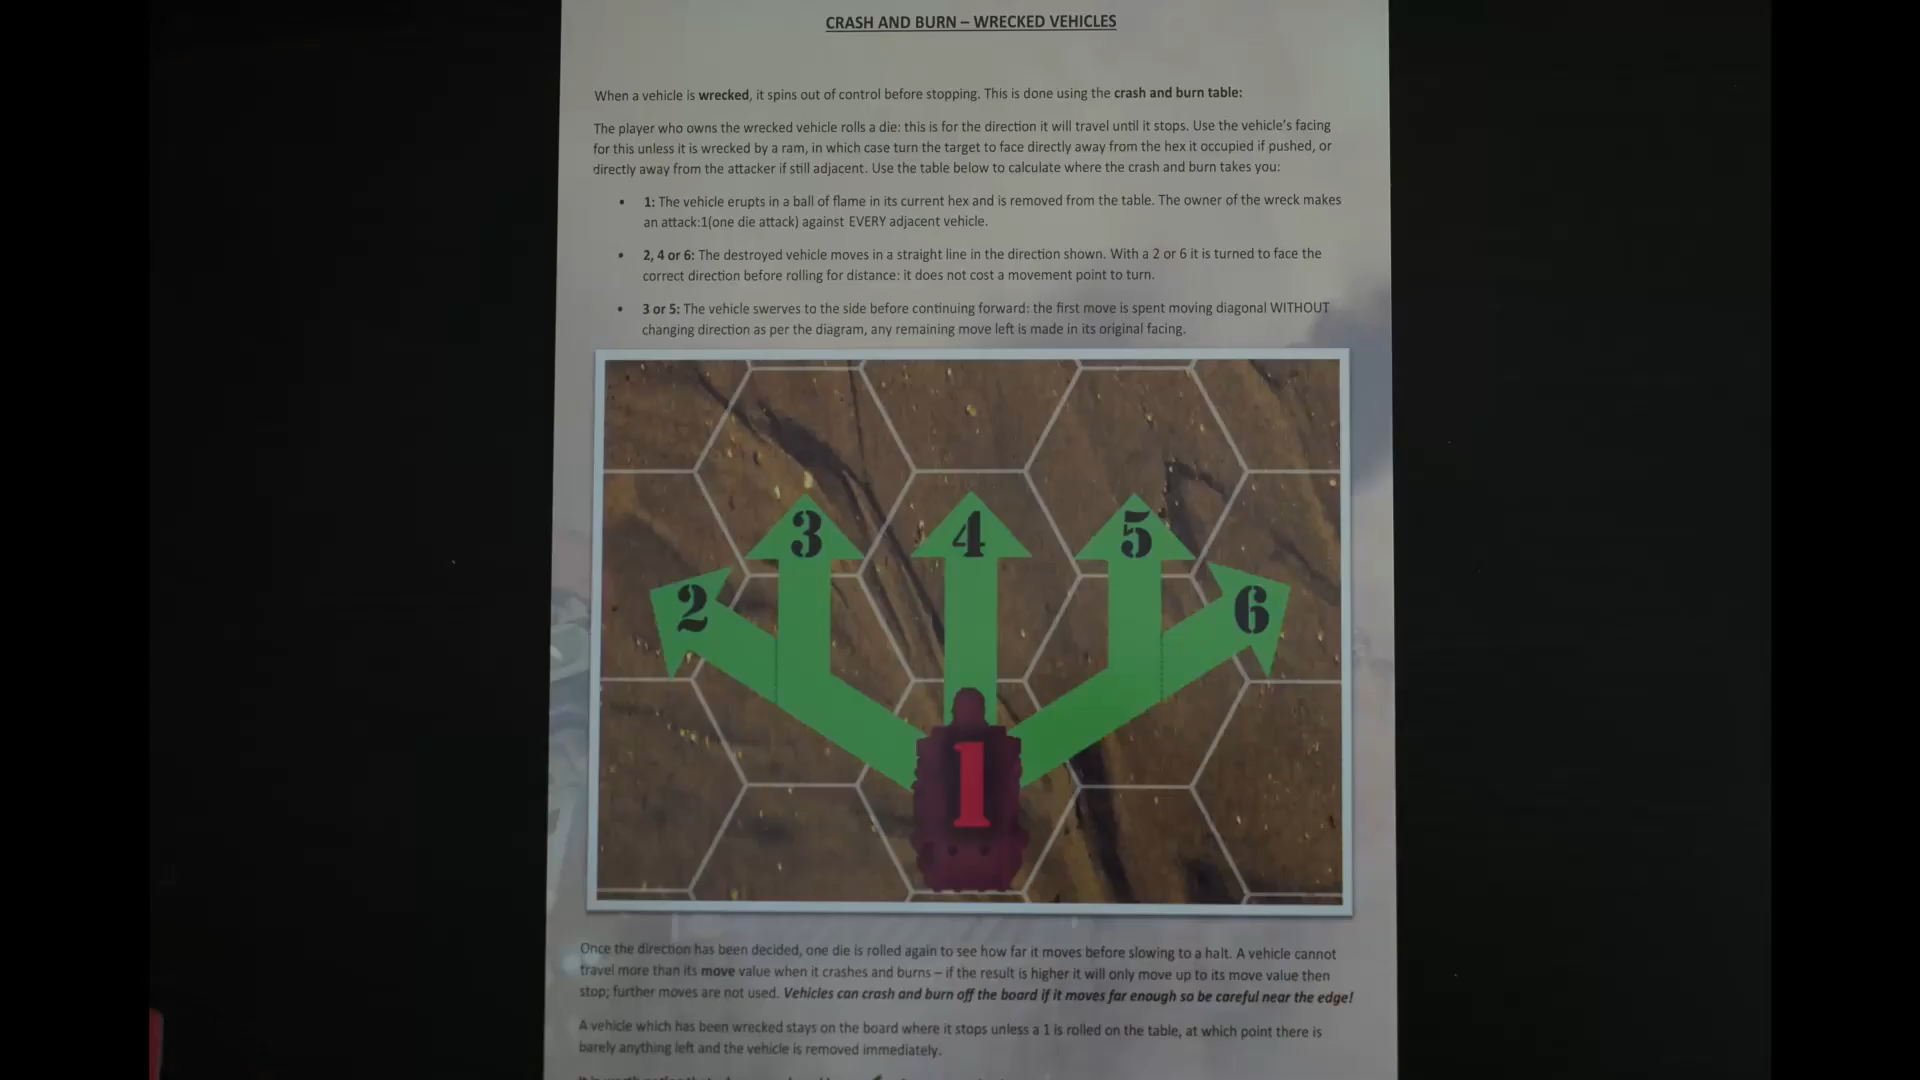 CRASH AND BURN – WRECKED VEHICLES
When a vehicle is wrecked, it spins out of control before stopping. This is done using the crash and burn table:
The player who owns the wrecked vehicle rolls a die: this is for the direction it will travel until it stops. Use the vehicle's facing
for this unless it is wrecked by a ram, in which case turn the target to face directly away from the hex it occupied if pushed, or
directly away from the attacker if still adjacent. Use the table below to calculate where the crash and burn takes you:
• 1: The vehicle erupts in a ball of flame in its current hex and is removed from the table. The owner of the wreck makes
an attack:1(one die attack) against EVERY adjacent vehicle.
• 2, 4 or 6: The destroyed vehicle moves in a straight line in the direction shown. With a 2 or 6 it is turned to face the
correct direction before rolling for distance: it does not cost a movement point to turn.
• 3 or 5: The vehicle swerves to the side before continuing forward: the first move is spent moving diagonal WITHOUT
changing direction as per the diagram, any remaining move left is made in its original facing.
3 4 5
2 6
1
Once the direction has been decided, one die is rolled again to see how far it moves before slowing to a halt. A vehicle cannot
travel more than its move value when it crashes and burns – if the result is higher it will only move up to its move value then
stop; further moves are not used. Vehicles can crash and burn off the board if it moves far enough so be careful near the edge!
A vehicle which has been wrecked stays on the board where it stops unless a 1 is rolled on the table, at which point there is
barely anything left and the vehicle is removed immediately.